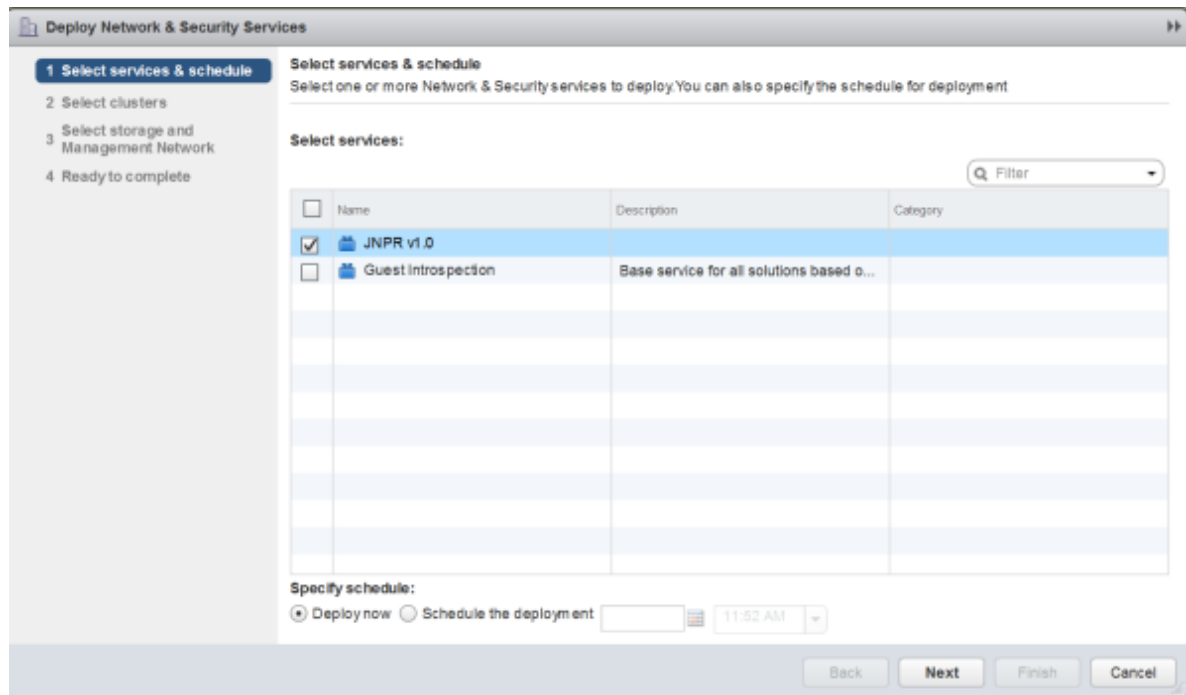 Deploy Network & Security Services
1 Select services & schedule
2 Select clusters
3 Select storage and
Management Network
4 Ready to complete
Select services & schedule
Select one or more Network & Security services to deploy.You can also specify the schedule for deployment
Select services:
Filter
Name Description Category
JNPR v1.0
Guest Introspection Base service for all solutions based o...
Specify schedule:
Deploy now Schedule the deployment 11:52 AM
Back Next Finish Cancel